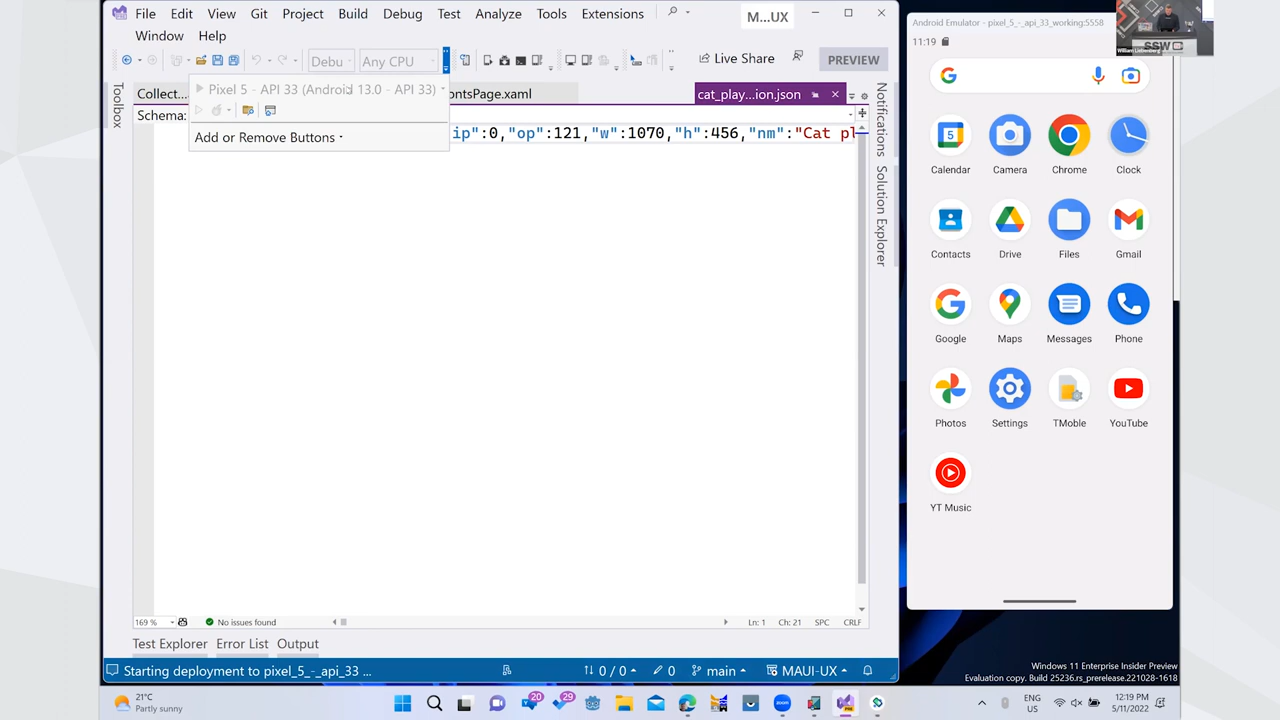 File Edit View Git Project Build Debug Test Analyze Tools Extensions
M...UX
Window Help
Debu
Any CPU
Live Share
PREVIEW
Pixel 5 - API 33 (Android 13.0 - API 33)
Add or Remove Buttons
Toolbox
Collect...
ontsPage.xaml
cat_play...ion.json
Schema:
ip":0,"op":121,"w":1070,"h":456,"nm":"Cat pl
Notifications
Solution Explorer
169 %
No issues found
Ln: 1
Ch: 21
SPC
CRLF
Test Explorer Error List Output
Starting deployment to pixel_5_-_api_33 ...
0 / 0
0
main
MAUI-UX
Android Emulator - pixel_5_-_api_33_working:5558
11:19
SSW
Calendar Camera Chrome Clock
Contacts Drive Files Gmail
Google Maps Messages Phone
Photos Settings TMoble YouTube
YT Music
Windows 11 Enterprise Insider Preview
Evaluation copy. Build 25236.rs_prerelease.221028-1618
21°C
Partly sunny
20
29
ENG
US
12:19 PM
5/11/2022